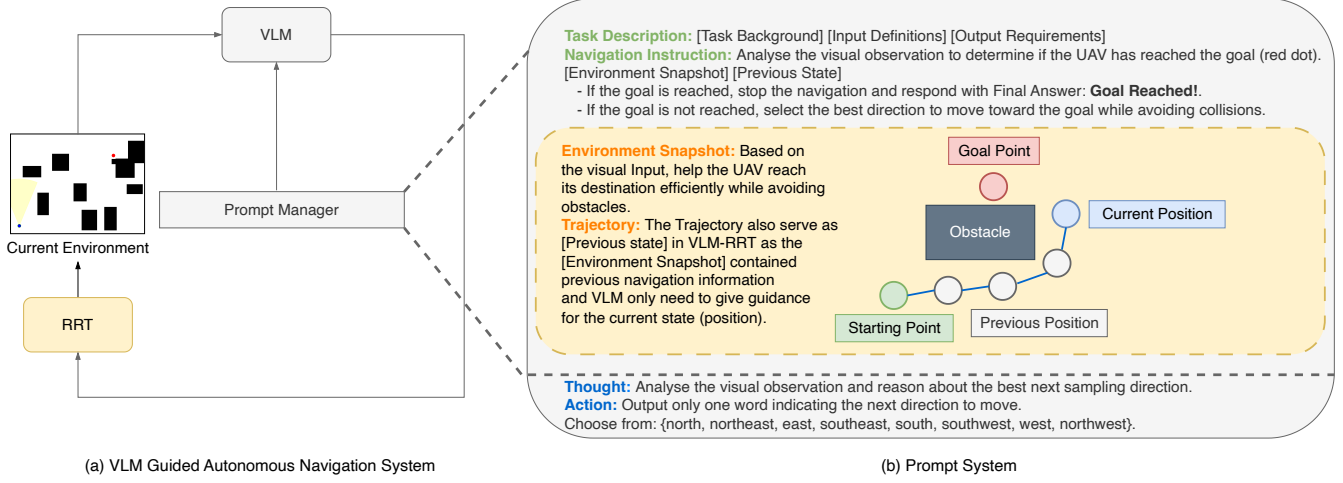 VLM
Prompt Manager
Current Environment
RRT
(a) VLM Guided Autonomous Navigation System
Task Description: [Task Background] [Input Definitions] [Output Requirements]
Navigation Instruction: Analyse the visual observation to determine if the UAV has reached the goal (red dot).
[Environment Snapshot] [Previous State]
- If the goal is reached, stop the navigation and respond with Final Answer: Goal Reached!.
- If the goal is not reached, select the best direction to move toward the goal while avoiding collisions.
Environment Snapshot: Based on
the visual Input, help the UAV reach
its destination efficiently while avoiding
obstacles.
Trajectory: The Trajectory also serve as
[Previous state] in VLM-RRT as the
[Environment Snapshot] contained
previous navigation information
and VLM only need to give guidance
for the current state (position).
Goal Point
Current Position
Obstacle
Starting Point
Previous Position
Thought: Analyse the visual observation and reason about the best next sampling direction.
Action: Output only one word indicating the next direction to move.
Choose from: {north, northeast, east, southeast, south, southwest, west, northwest}.
(b) Prompt System